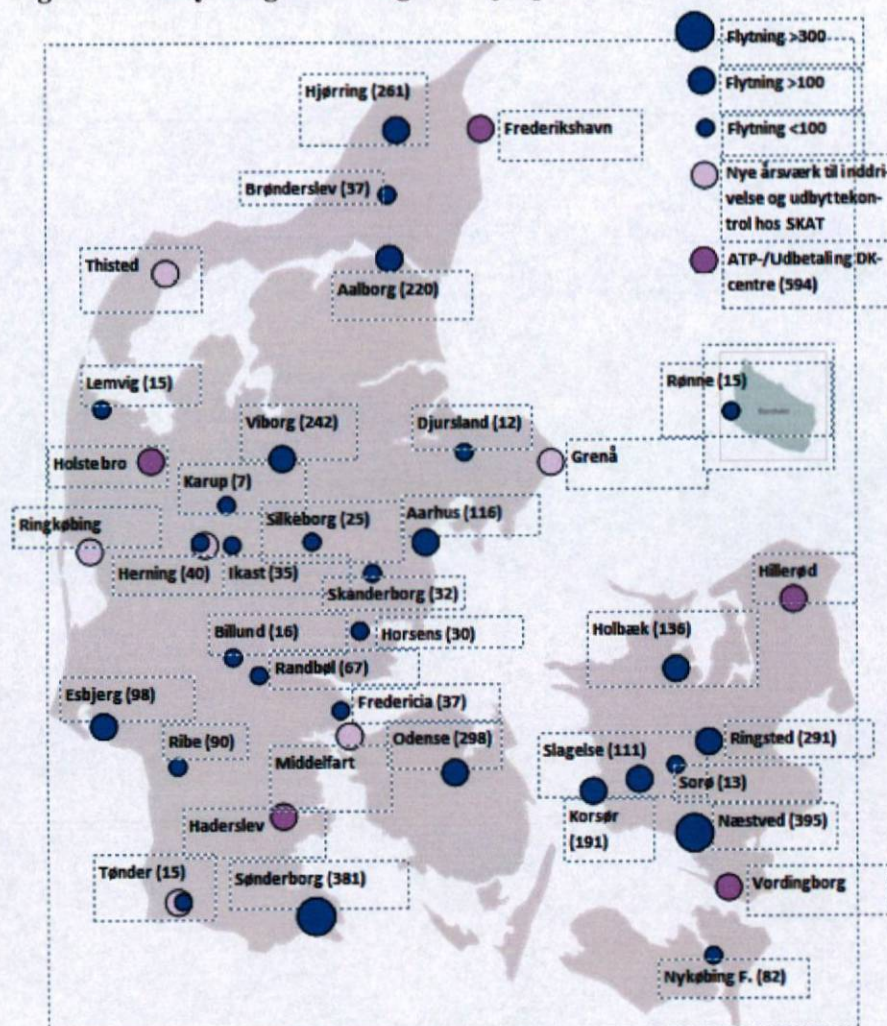 Flytning >300
Hjørring (261)
Flytning >100
Frederikshavn
Flytning <100
Brønderslev (37)
Nye årsværk til inddri-
velse og udbyttekon-
trol hos SKAT
Thisted
ATP-/Udbetaling DK-
centre (594)
Aalborg (220)
Lemvig (15)
Rønne (15)
Viborg (242)
Djursland (12)
Holstebro
Grenå
Karup (7)
Ringkøbing
Silkeborg (25)
Aarhus (116)
Herning (40)
Ikast (35)
Hillerød
Skanderborg (32)
Billund (16)
Horsens (30)
Holbæk (136)
Randbøl (67)
Esbjerg (98)
Fredericia (37)
Ribe (90)
Odense (298)
Ringsted (291)
Slagelse (111)
Middelfart
Sorø (13)
Haderslev
Korsør
(191)
Næstved (395)
Tønder (15)
Sønderborg (381)
Vordingborg
Nykøbing F. (82)